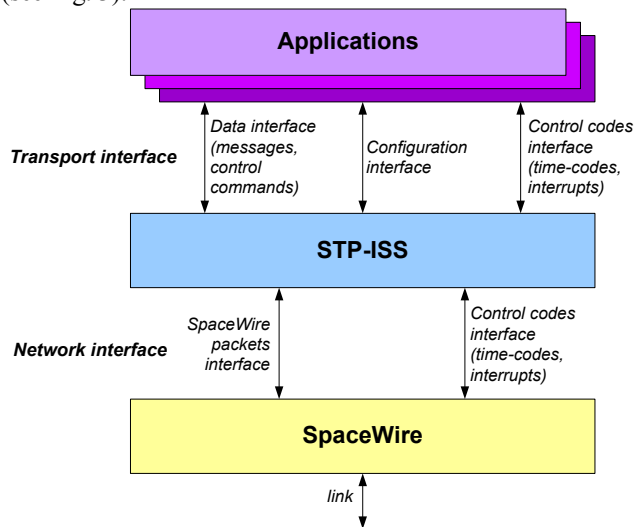 (see Fig.
Applications
Transport interface
Data interface
(messages,
control
commands)
Configuration
interface
Control codes
interface
(time-codes,
interrupts)
STP-ISS
Network interface
SpaceWire
packets
interface
Control codes
interface
(time-codes,
interrupts)
SpaceWire
link